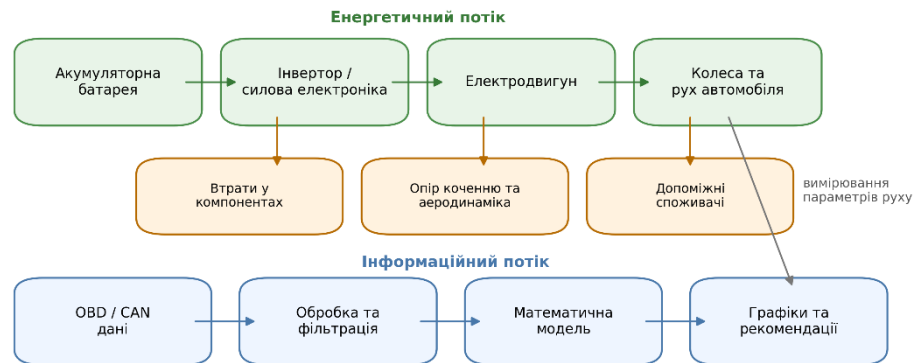 Енергетичний потік
Акумуляторна
батарея
Інвертор /
силова електроніка
Електродвигун
Колеса та
рух автомобіля
Втрати у
компонентах
Опір коченню та
аеродинаміка
Допоміжні
споживачі
вимірювання
параметрів руху
Інформаційний потік
OBD / CAN
дані
Обробка та
фільтрація
Математична
модель
Графіки та
рекомендації